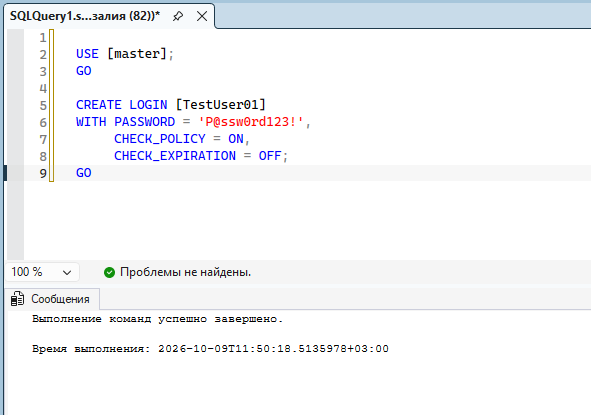 SQLQuery1.s...залия (82))*
1
2 USE [master];
3 GO
4
5 CREATE LOGIN [TestUser01]
6 WITH PASSWORD = 'P@ssw0rd123!',
7 CHECK_POLICY = ON,
8 CHECK_EXPIRATION = OFF;
9 GO
100 %
Проблемы не найдены.
Сообщения
Выполнение команд успешно завершено.
Время выполнения: 2026-10-09T11:50:18.5135978+03:00